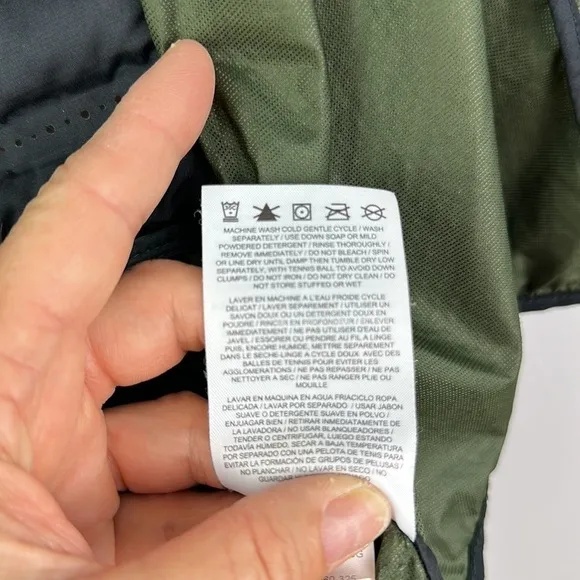 30C
MACHINE WASH COLD GENTLE CYCLE / WASH
SEPARATELY / USE DOWN SOAP OR MILD
POWDERED DETERGENT / RINSE THOROUGHLY /
REMOVE IMMEDIATELY / DO NOT BLEACH / SPIN
OR LINE DRY UNTIL DAMP THEN TUMBLE DRY LOW
SEPARATELY, WITH TENNIS BALL TO AVOID DOWN
CLUMPS / DO NOT IRON / DO NOT DRY CLEAN / DO
NOT STORE STUFFED OR WET
LAVER EN MACHINE A L'EAU FROIDE CYCLE
DELICAT / LAVER SEPAREMENT / UTILISER UN
SAVON DOUX OU UN DETERGENT DOUX EN
POUDRE / RINCER EN PROFONDEUR / ENLEVER
IMMEDIATEMENT / NE PAS UTILISER D'EAU DE
JAVEL / ESSORER OU PENDRE AU FIL A LINGE
PUIS, ENCORE HUMIDE, METTRE SEPAREMENT
DANS LE SECHE-LINGE A CYCLE DOUX, AVEC DES
BALLES DE TENNIS POUR EVITER LES
AGGLOMERATIONS / NE PAS REPASSER / NE PAS
NETTOYER A SEC / NE PAS RANGER PLIE OU
MOUILLE
LAVAR EN MAQUINA EN AGUA FRIA/CICLO ROPA
DELICADA / LAVAR POR SEPARADO / USAR JABON
SUAVE O DETERGENTE SUAVE EN POLVO /
ENJUAGAR BIEN / RETIRAR INMEDIATAMENTE DE
LA LAVADORA / NO USAR BLANQUEADORES /
TENDER O CENTRIFUGAR, LUEGO ESTANDO
TODAVÍA HÚMEDO, SECAR A BAJA TEMPERATURA
POR SEPARADO CON UNA PELOTA DE TENIS PARA
EVITAR LA FORMACIÓN DE GRUPOS DE PELUSAS /
NO PLANCHAR / NO LAVAR EN SECO / NO